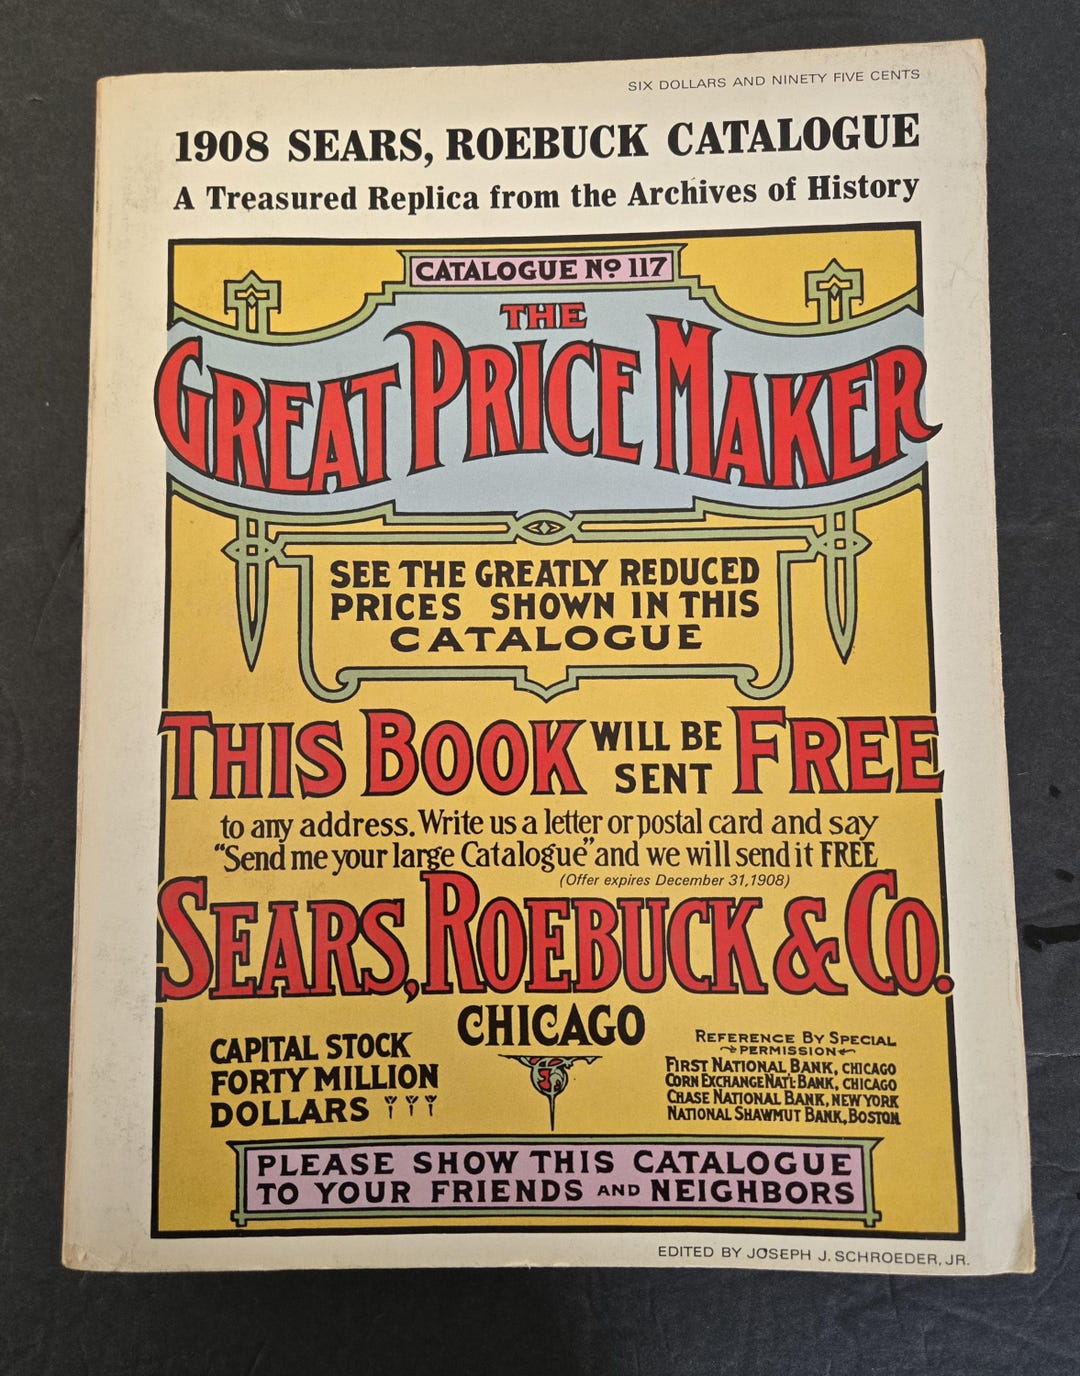 SIX DOLLARS AND NINETY FIVE CENTS
1908 SEARS, ROEBUCK CATALOGUE
A Treasured Replica from the Archives of History
CATALOGUE No 117
THE
GREAT PRICE MAKER
SEE THE GREATLY REDUCED
PRICES SHOWN IN THIS
CATALOGUE
THIS BOOK WILL BE SENT FREE
to any address. Write us a letter or postal card and say
"Send me your large Catalogue" and we will send it FREE
(Offer expires December 31, 1908)
SEARS, ROEBUCK & CO.
CHICAGO
CAPITAL STOCK
FORTY MILLION
DOLLARS
REFERENCE BY SPECIAL
PERMISSION
FIRST NATIONAL BANK, CHICAGO
CORN EXCHANGE NAT'L BANK, CHICAGO
CHASE NATIONAL BANK, NEW YORK
NATIONAL SHAWMUT BANK, BOSTON
PLEASE SHOW THIS CATALOGUE
TO YOUR FRIENDS AND NEIGHBORS
EDITED BY JOSEPH J. SCHROEDER, JR.